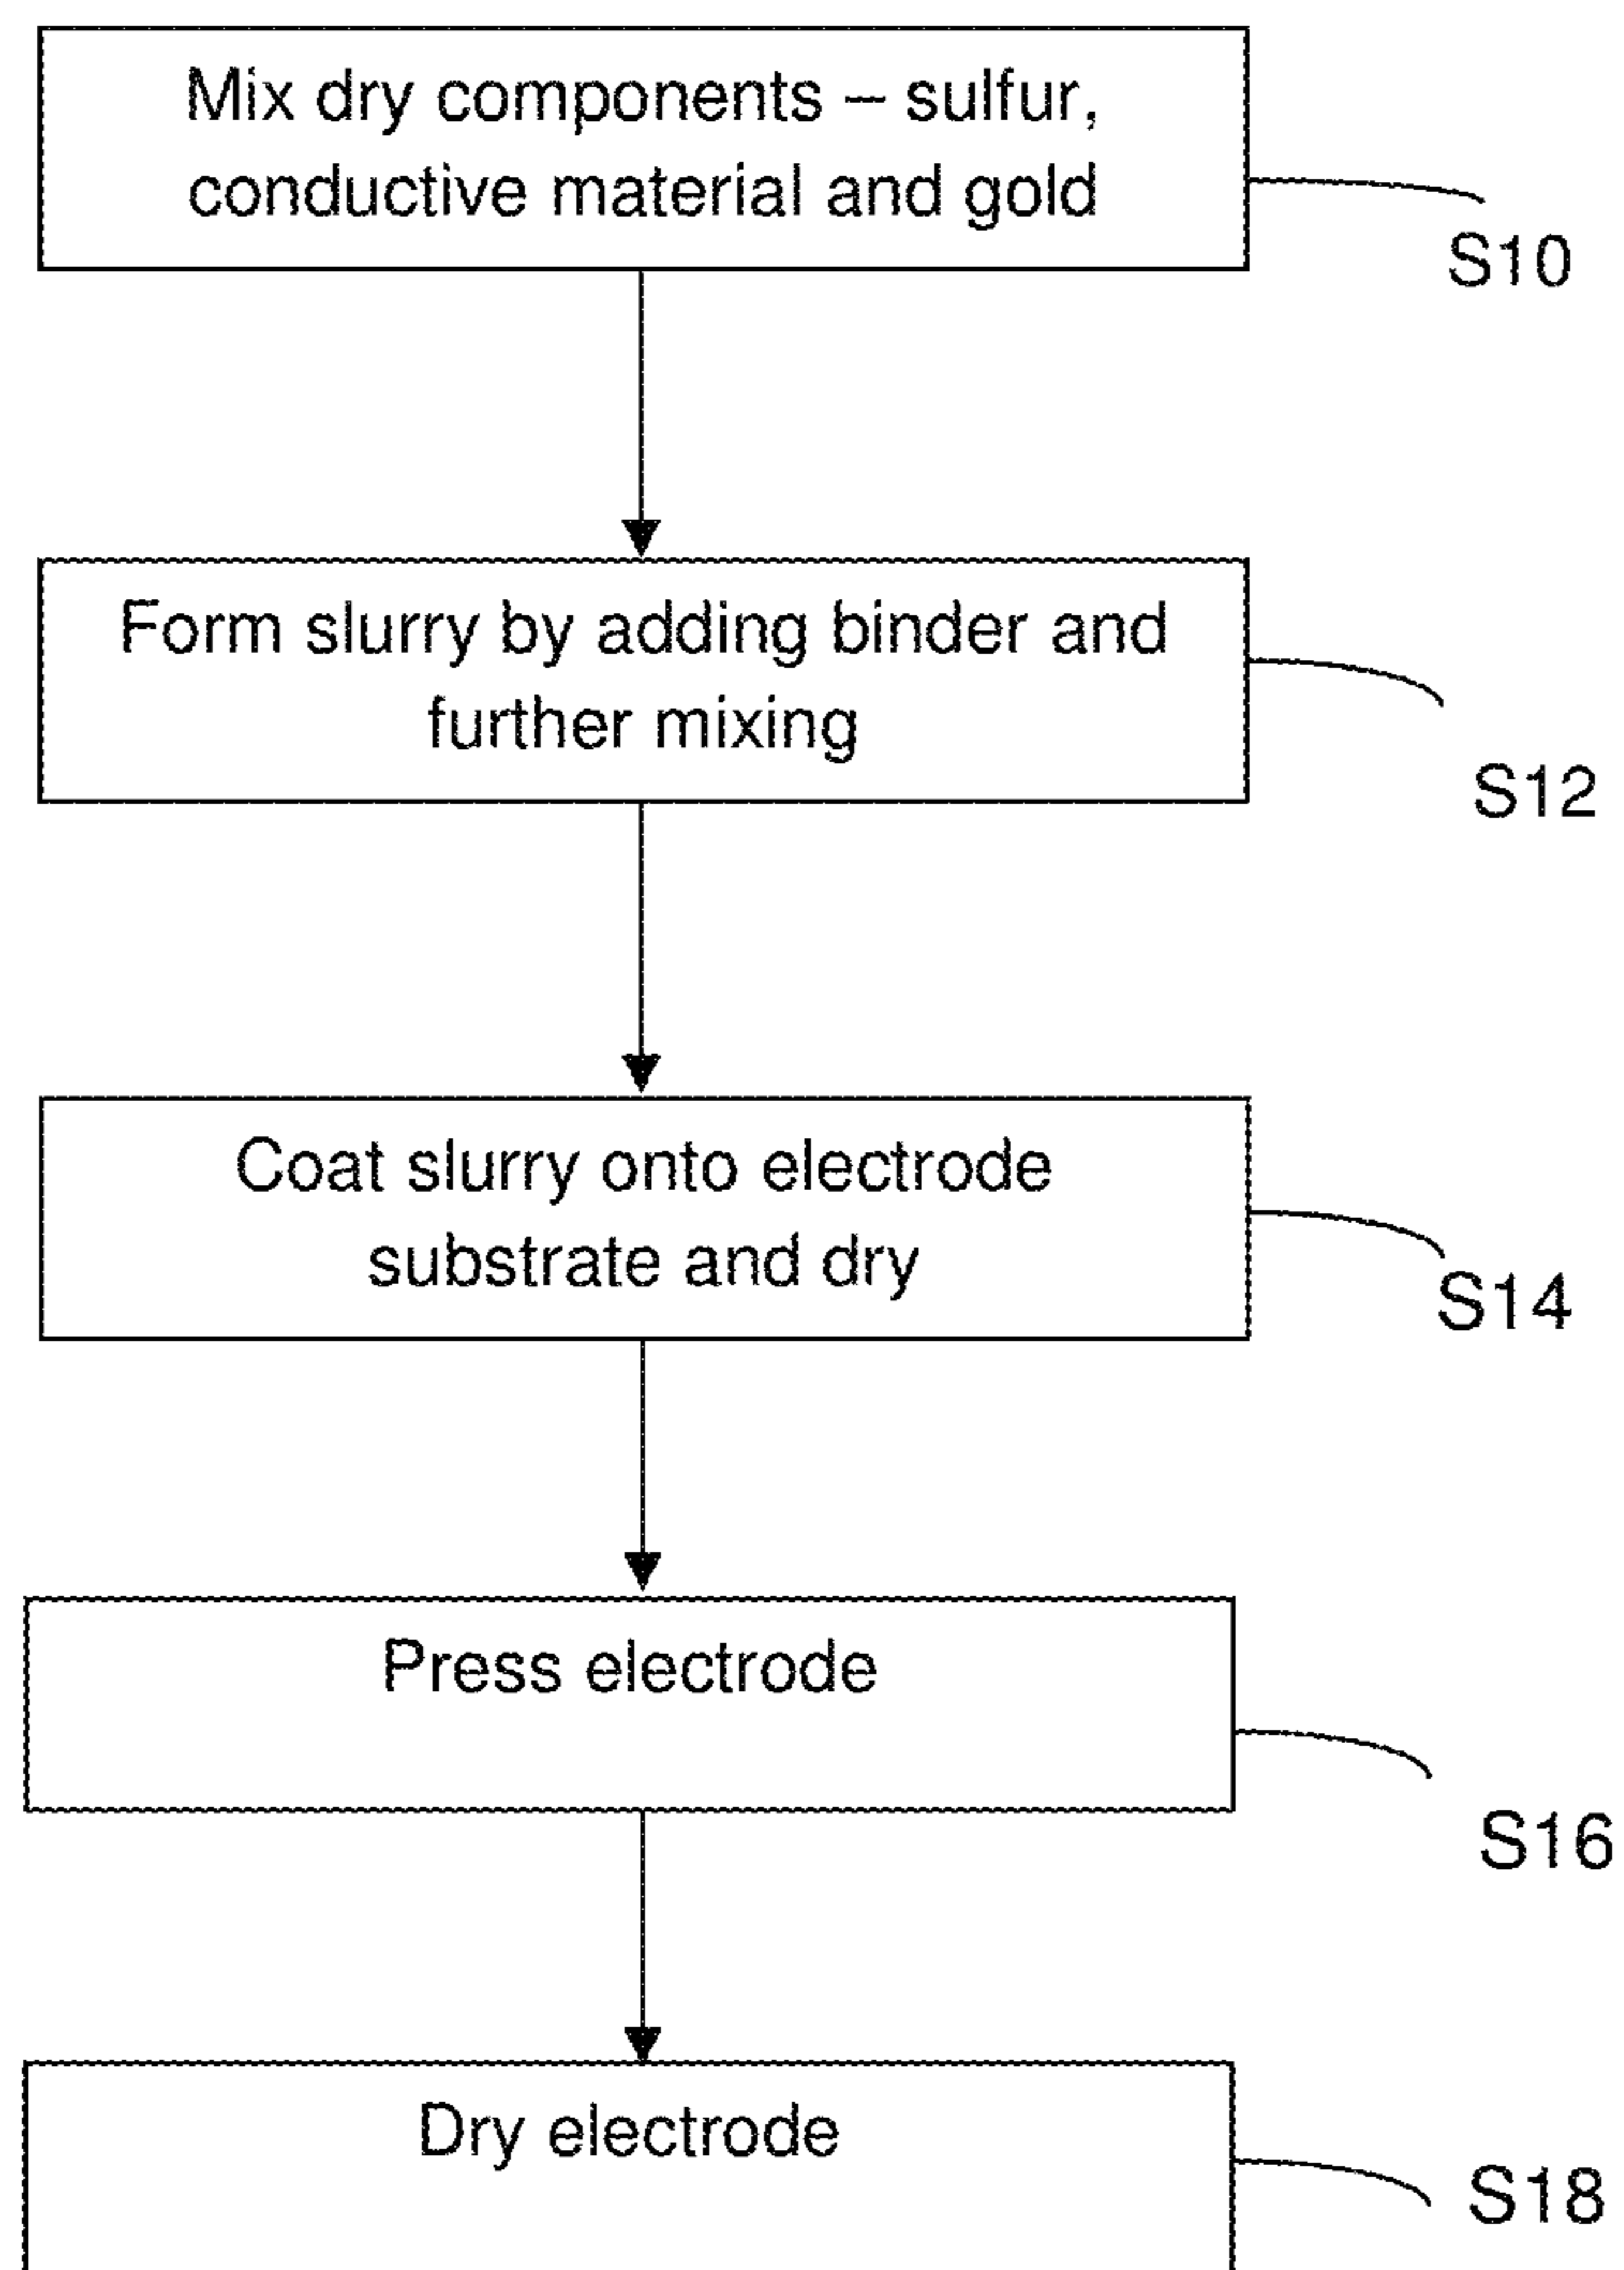 Mix dry components – sulfur,
conductive material and gold
S10
Form slurry by adding binder and
further mixing
S12
Coat slurry onto electrode
substrate and dry
S14
Press electrode
S16
Dry electrode
S18